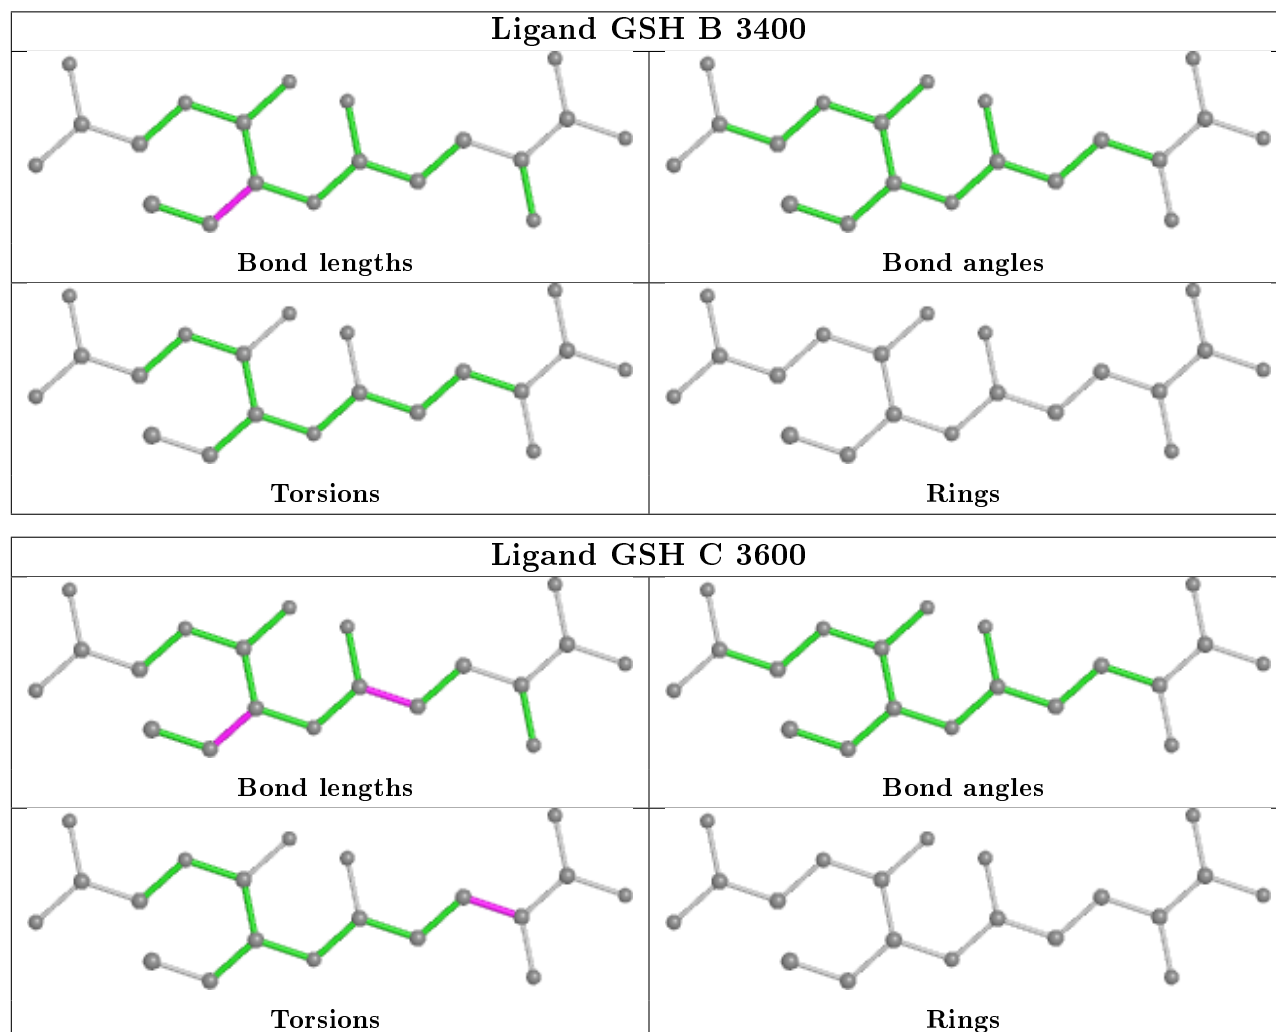 Ligand GSH B 3400
Bond lengths
Bond angles
Torsions
Rings
Ligand GSH C 3600
Bond lengths
Bond angles
Torsions
Rings